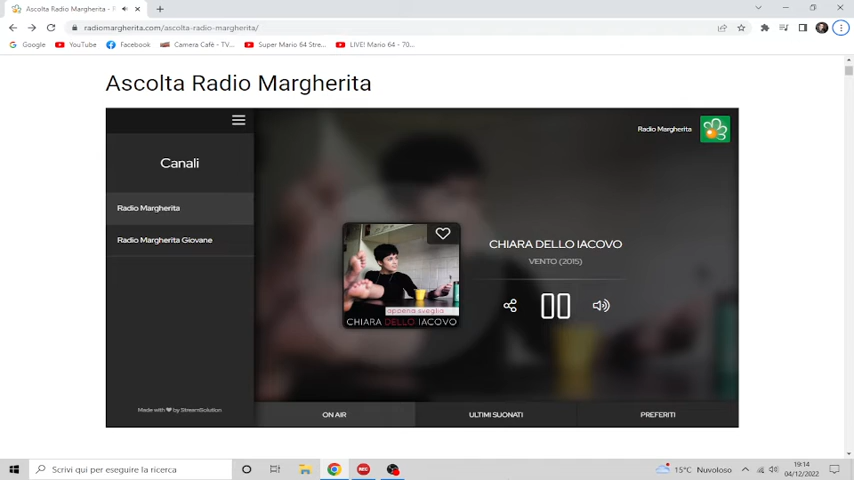 Ascolta Radio Margherita
radiomargherita.com/ascolta-radio-margherita/
Google
YouTube
Facebook
Camera Café - TV...
Super Mario 64 Stre...
LIVE! Mario 64 - 70...
Ascolta Radio Margherita
Radio Margherita
Canali
Radio Margherita
Radio Margherita Giovane
CHIARA DELLO IACOVO
VENTO (2015)
appena sveglia
CHIARA DELLO IACOVO
Made with ❤ by StreamSolution
ON AIR
ULTIMI SUONATI
PREFERITI
Scrivi qui per eseguire la ricerca
REC
15°C Nuvoloso
19:14
04/12/2022